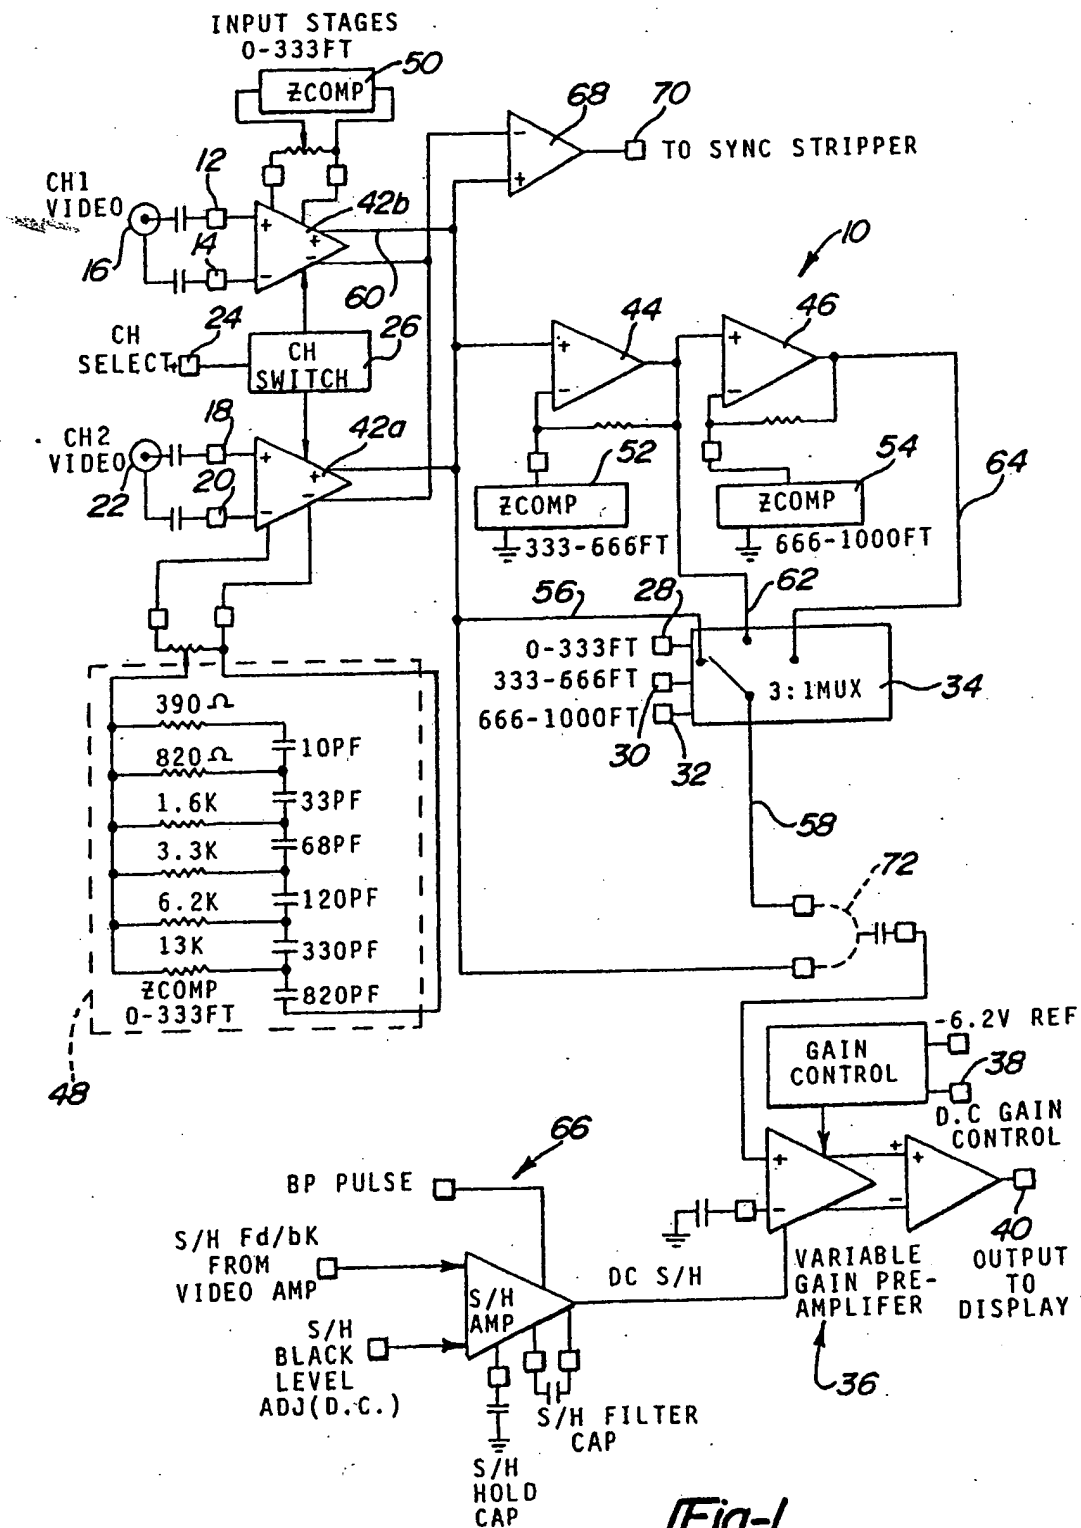 INPUT STAGES
0-333FT
50
ZCOMP
68
70
TO SYNC STRIPPER
CH1
VIDEO
12
42b
16
14
60
10
24
CH
SELECT
26
CH
SWITCH
44
46
18
CH2
VIDEO
42a
22
20
52
ZCOMP
333-666FT
54
ZCOMP
666-1000FT
64
56
28
62
0-333FT
333-666FT
666-1000FT
3:1MUX
34
30
32
390Ω
10PF
820Ω
33PF
1.6K
68PF
3.3K
120PF
6.2K
330PF
13K
820PF
ZCOMP
0-333FT
48
58
72
-6.2V REF
GAIN
CONTROL
38
D.C GAIN
CONTROL
66
BP PULSE
S/H Fd/bK
FROM
VIDEO AMP
S/H
AMP
DC S/H
S/H
BLACK
LEVEL
ADJ(D.C.)
S/H FILTER
CAP
S/H
HOLD
CAP
VARIABLE
GAIN PRE-
AMPLIFER
36
40
OUTPUT
TO
DISPLAY
Fig-1